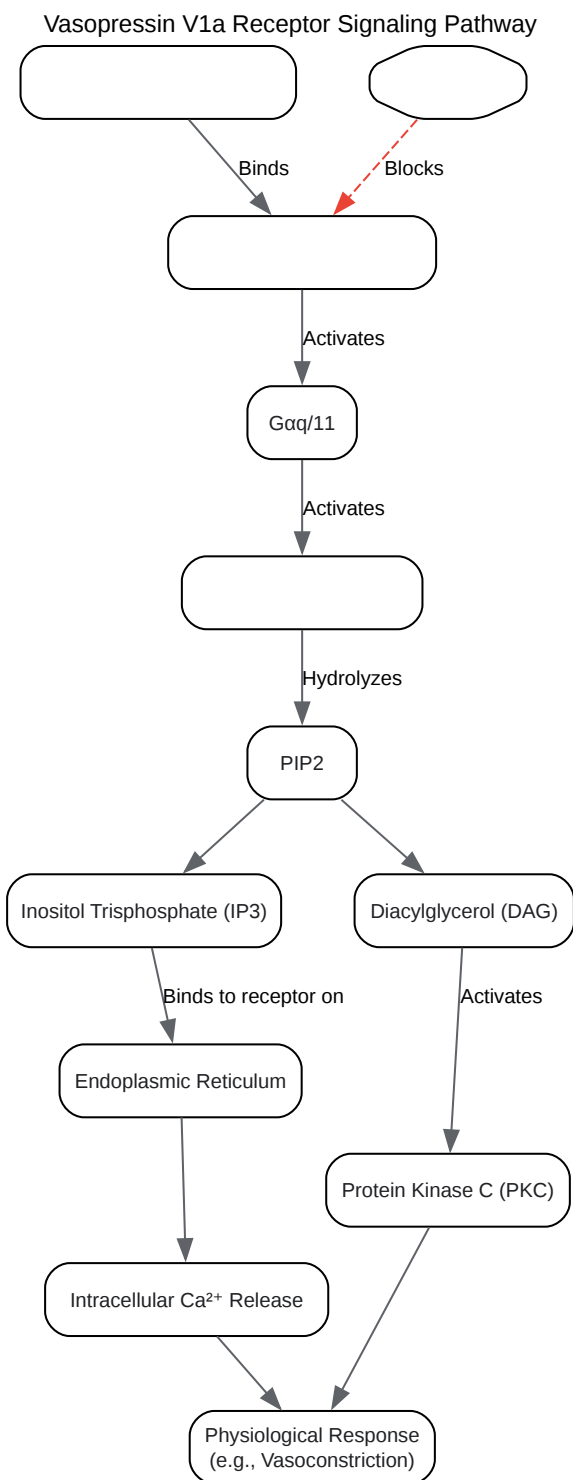 Vasopressin V1a Receptor Signaling Pathway
Binds
Blocks
Activates
Gαq/11
Activates
Hydrolyzes
PIP2
Inositol Trisphosphate (IP3)
Diacylglycerol (DAG)
Binds to receptor on
Activates
Endoplasmic Reticulum
Protein Kinase C (PKC)
Intracellular Ca²⁺ Release
Physiological Response
(e.g., Vasoconstriction)